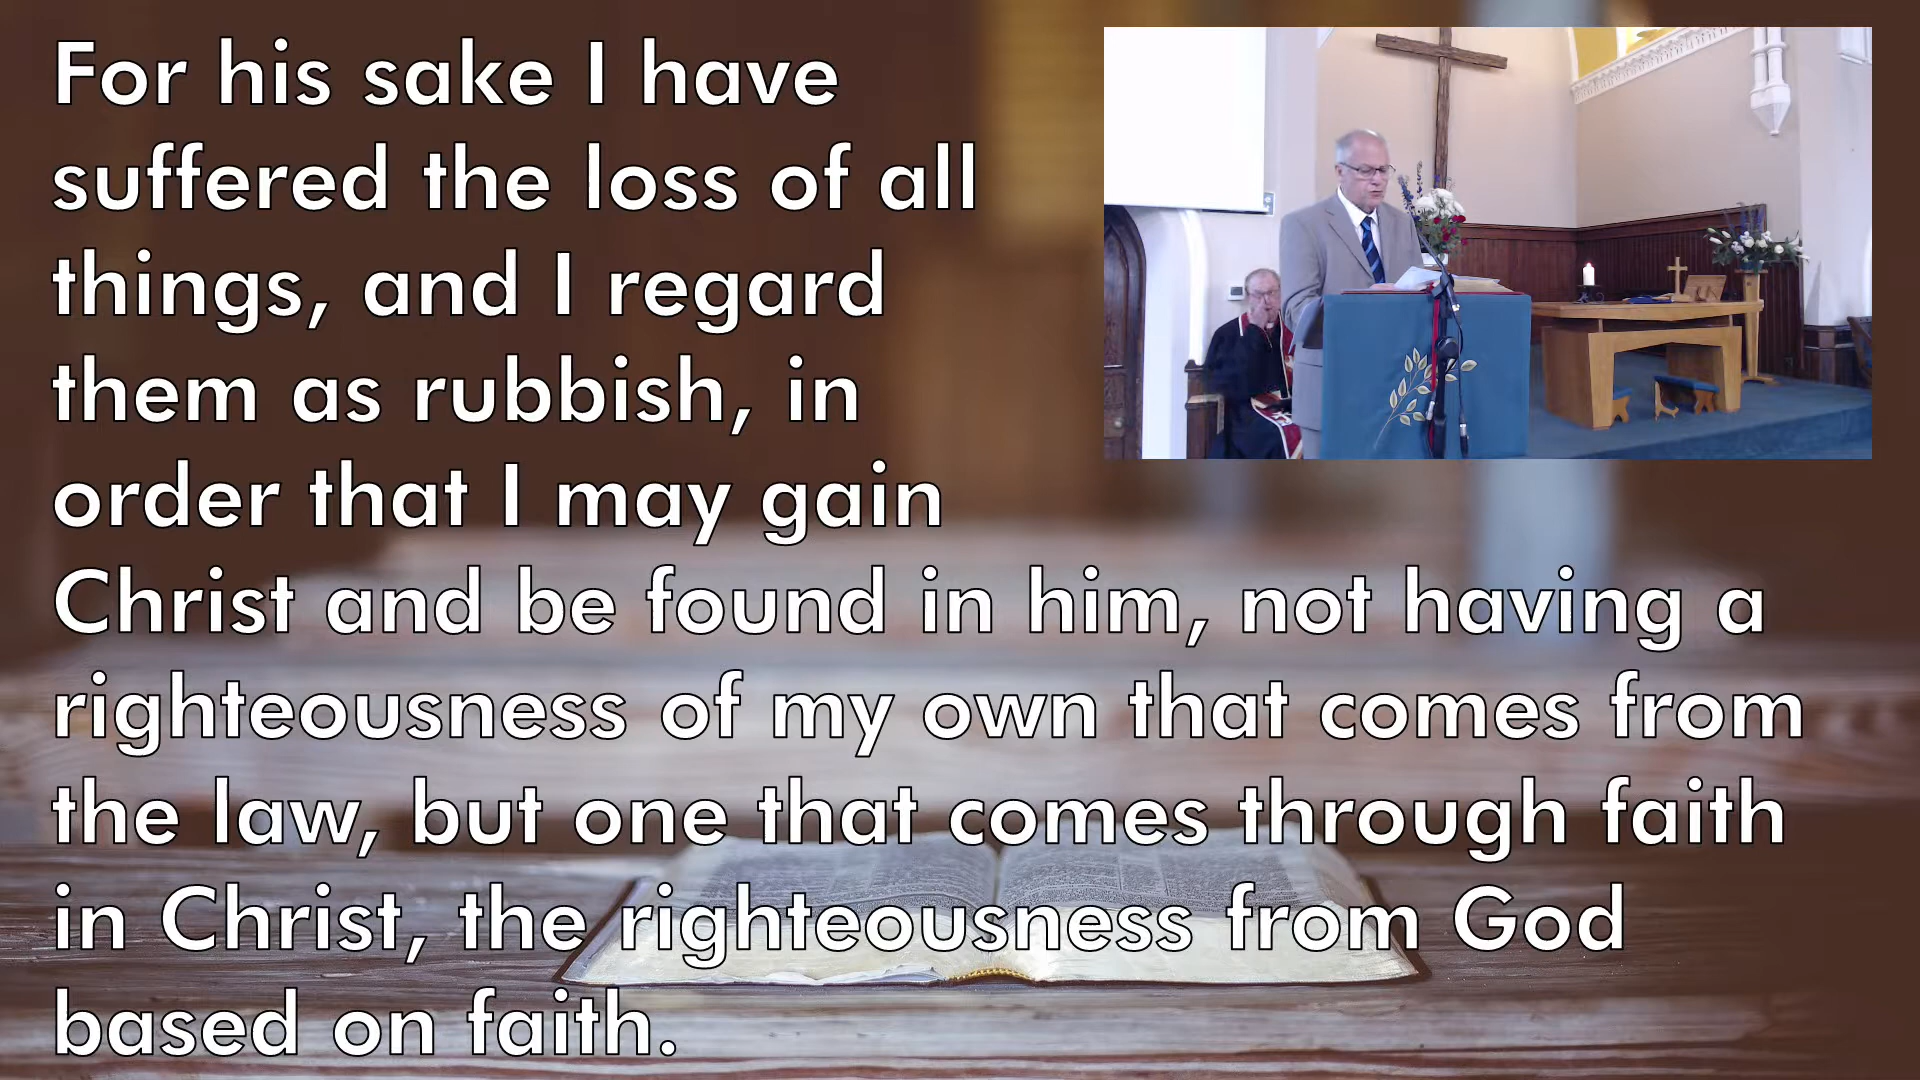 For his sake I have
suffered the loss of all
things, and I regard
them as rubbish, in
order that I may gain
Christ and be found in him, not having a
righteousness of my own that comes from
the law, but one that comes through faith
in Christ, the righteousness from God
based on faith.